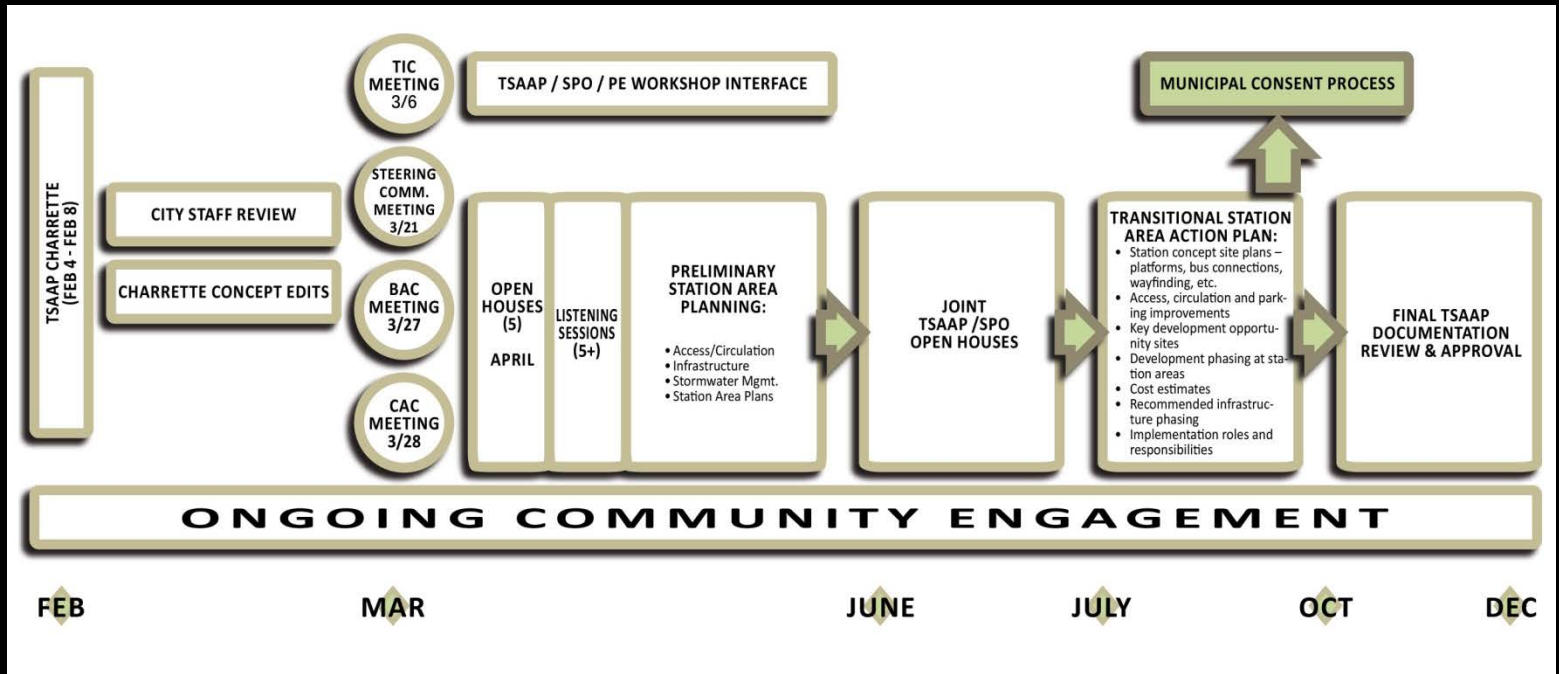 TSAAP CHARRETTE
(FEB 4 - FEB 8)
CITY STAFF REVIEW
CHARRETTE CONCEPT EDITS
TIC
MEETING
3/6
STEERING
COMM.
MEETING
3/21
BAC
MEETING
3/27
CAC
MEETING
3/28
TSAAP / SPO / PE WORKSHOP INTERFACE
OPEN
HOUSES
(5)
APRIL
LISTENING
SESSIONS
(5+)
PRELIMINARY
STATION AREA
PLANNING:
• Access/Circulation
• Infrastructure
• Stormwater Mgmt.
• Station Area Plans
JOINT
TSAAP /SPO
OPEN HOUSES
MUNICIPAL CONSENT PROCESS
TRANSITIONAL STATION
AREA ACTION PLAN:
• Station concept site plans –
platforms, bus connections,
wayfinding, etc.
• Access, circulation and park-
ing improvements
• Key development opportu-
nity sites
• Development phasing at sta-
tion areas
• Cost estimates
• Recommended infrastruc-
ture phasing
• Implementation roles and
responsibilities
FINAL TSAAP
DOCUMENTATION
REVIEW & APPROVAL
ONGOING COMMUNITY ENGAGEMENT
FEB
MAR
JUNE
JULY
OCT
DEC